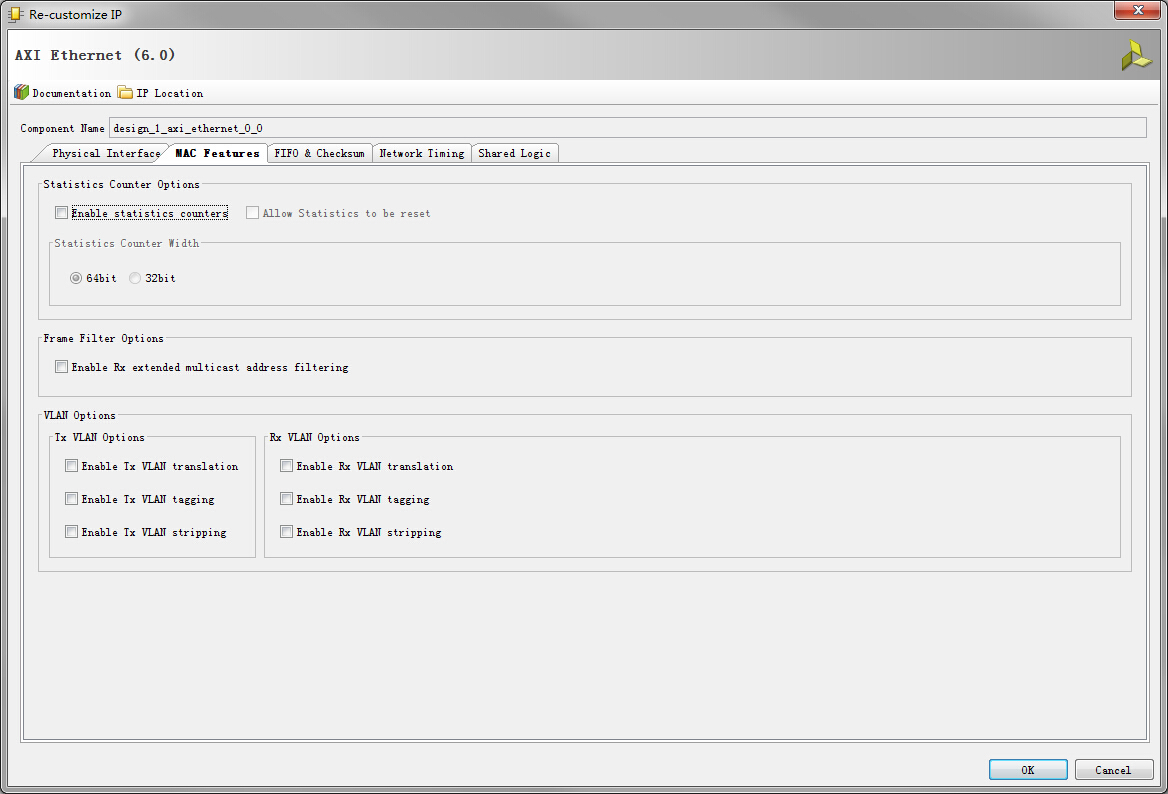 Re-customize IP
AXI Ethernet (6.0)
Documentation IP Location
Component Name design_1_axi_ethernet_0_0
Physical Interface MAC Features FIFO & Checksum Network Timing Shared Logic
Statistics Counter Options
Enable statistics counters Allow Statistics to be reset
Statistics Counter Width
64bit 32bit
Frame Filter Options
Enable Rx extended multicast address filtering
VLAN Options
Tx VLAN Options Rx VLAN Options
Enable Tx VLAN translation Enable Rx VLAN translation
Enable Tx VLAN tagging Enable Rx VLAN tagging
Enable Tx VLAN stripping Enable Rx VLAN stripping
OK Cancel